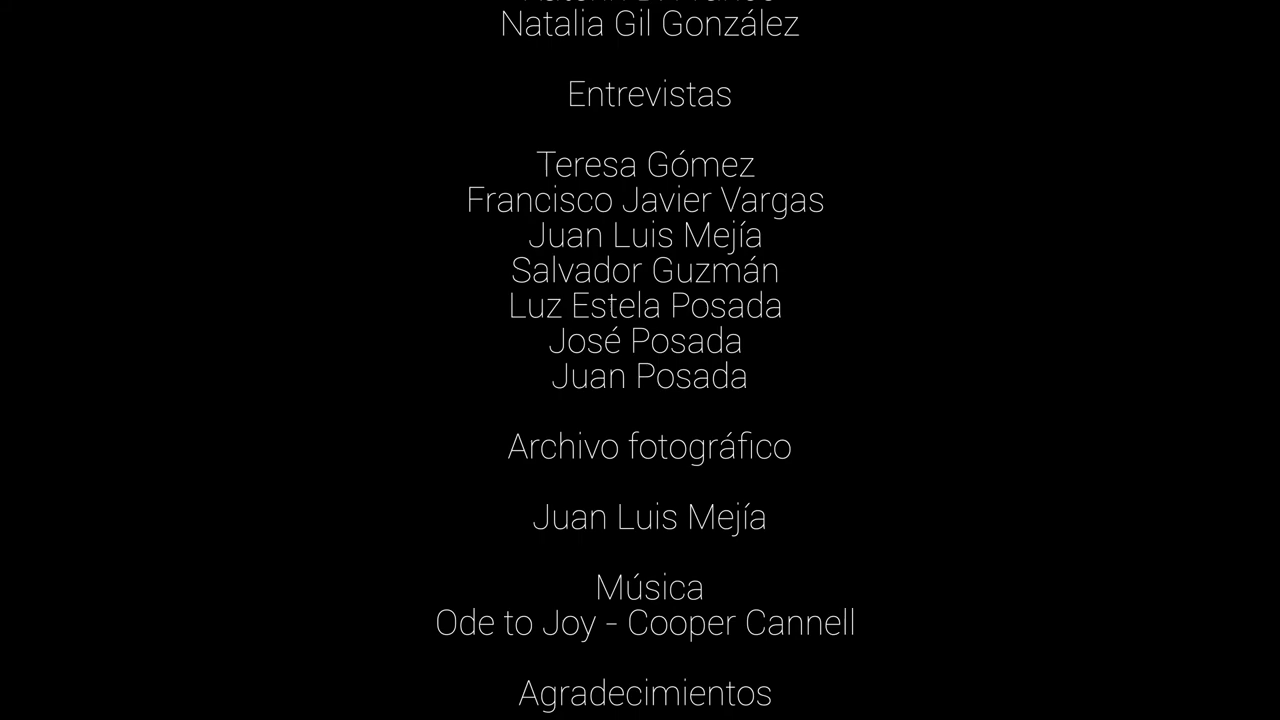 Natalia Gil González
Entrevistas
Teresa Gómez
Francisco Javier Vargas
Juan Luis Mejía
Salvador Guzmán
Luz Estela Posada
José Posada
Juan Posada
Archivo fotográfico
Juan Luis Mejía
Música
Ode to Joy - Cooper Cannell
Agradecimientos